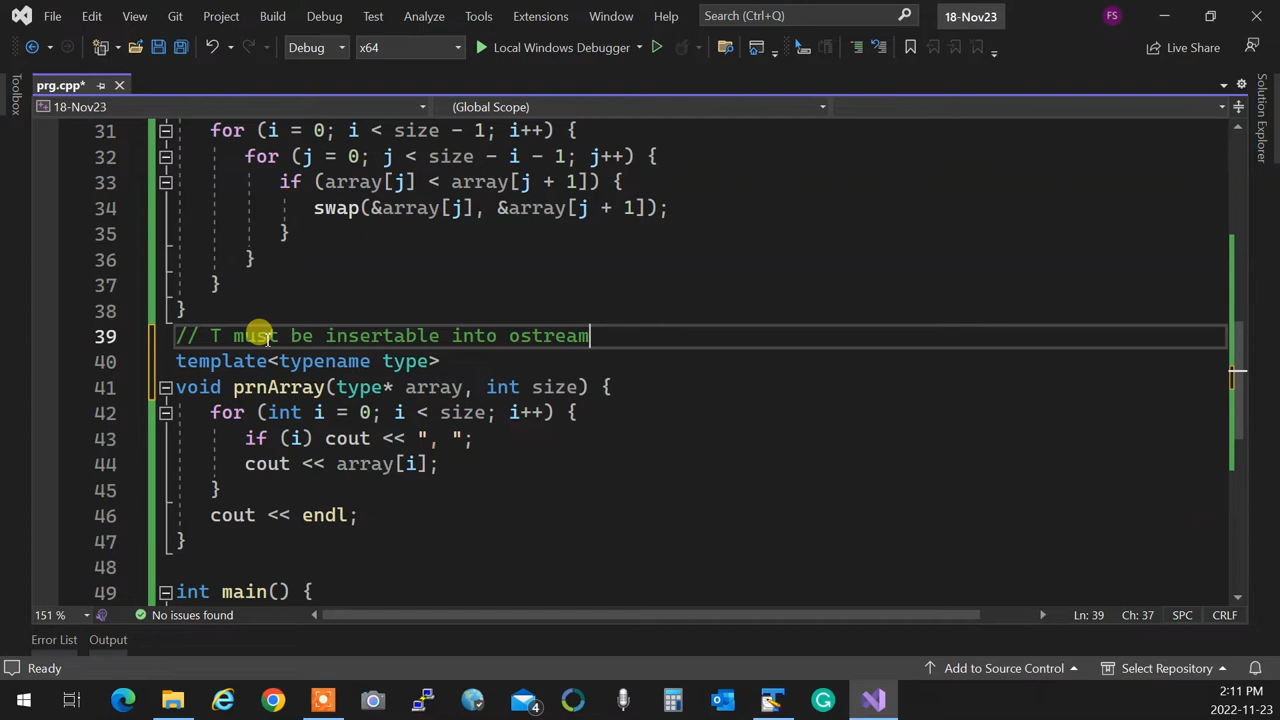 File Edit View Git Project Build Debug Test Analyze Tools Extensions Window Help Search (Ctrl+Q) 18-Nov23 FS
Debug x64 Local Windows Debugger Live Share
prg.cpp*
Toolbox
Solution Explorer
18-Nov23 (Global Scope)
31 for (i = 0; i < size - 1; i++) {
32 for (j = 0; j < size - i - 1; j++) {
33 if (array[j] < array[j + 1]) {
34 swap(&array[j], &array[j + 1]);
35 }
36 }
37 }
38 }
39 // T must be insertable into ostream
40 template<typename type>
41 void prnArray(type* array, int size) {
42 for (int i = 0; i < size; i++) {
43 if (i) cout << ", ";
44 cout << array[i];
45 }
46 cout << endl;
47 }
48
49 int main() {
151 % No issues found Ln: 39 Ch: 37 SPC CRLF
Error List Output
Ready Add to Source Control Select Repository
4
2:11 PM
2022-11-23